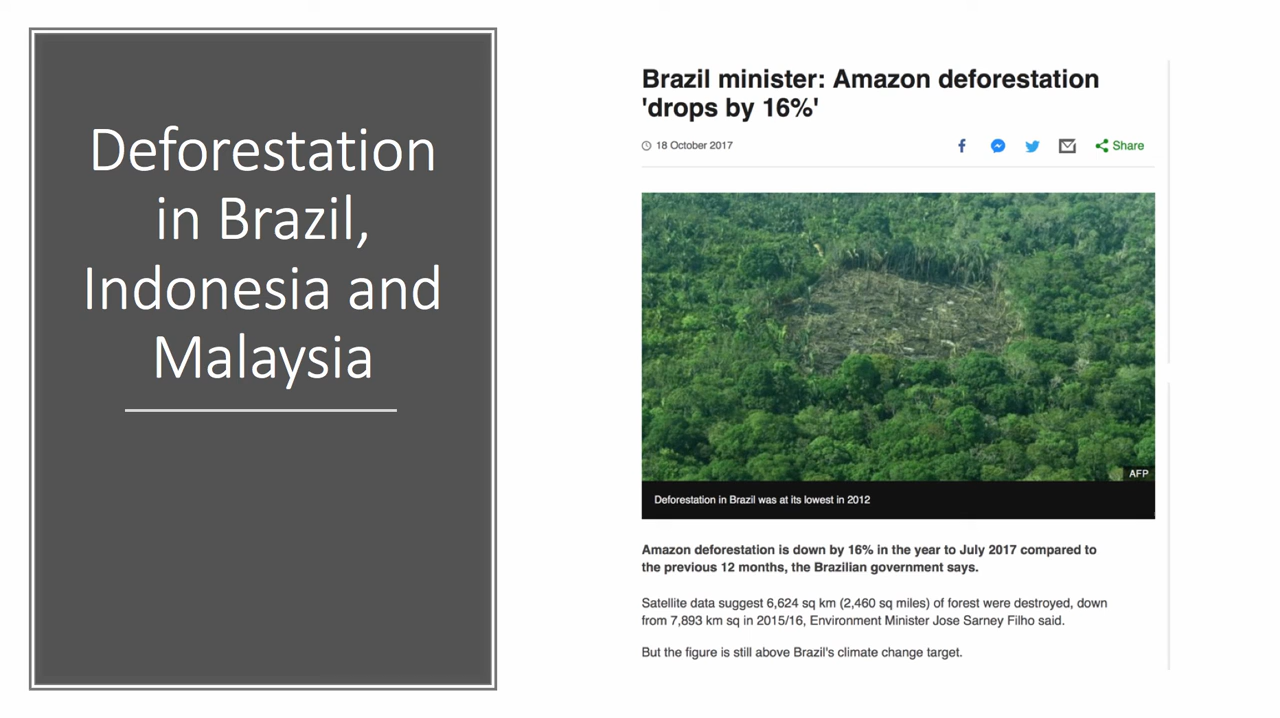 Deforestation
in Brazil,
Indonesia and
Malaysia
Brazil minister: Amazon deforestation
'drops by 16%'
18 October 2017
Share
AFP
Deforestation in Brazil was at its lowest in 2012
Amazon deforestation is down by 16% in the year to July 2017 compared to
the previous 12 months, the Brazilian government says.
Satellite data suggest 6,624 sq km (2,460 sq miles) of forest were destroyed, down
from 7,893 km sq in 2015/16, Environment Minister Jose Sarney Filho said.
But the figure is still above Brazil's climate change target.